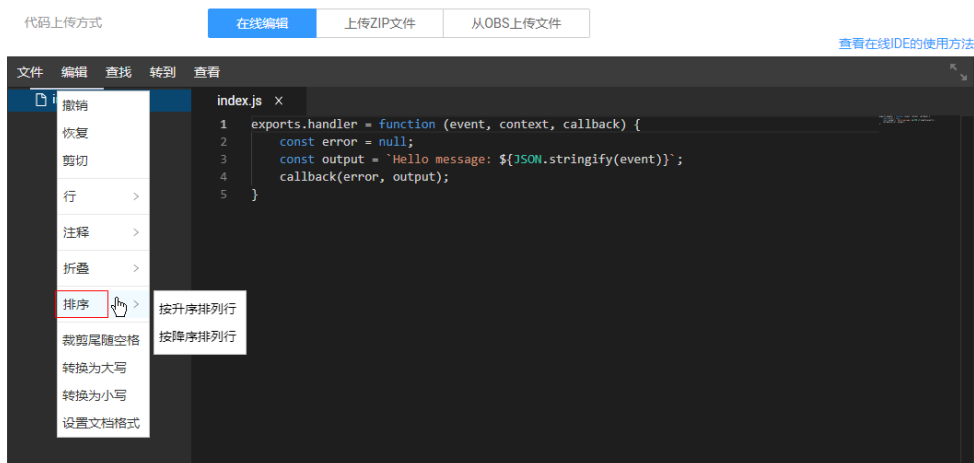 代码上传方式
在线编辑 上传ZIP文件 从OBS上传文件
查看在线IDE的使用方法
文件 编辑 查找 转到 查看
撤销
恢复
剪切
行
注释
折叠
排序
裁剪尾随空格
转换为大写
转换为小写
设置文档格式
按升序排列行
按降序排列行
index.js ×
1 exports.handler = function (event, context, callback) {
2 const error = null;
3 const output = `Hello message: ${JSON.stringify(event)}`;
4 callback(error, output);
5 }